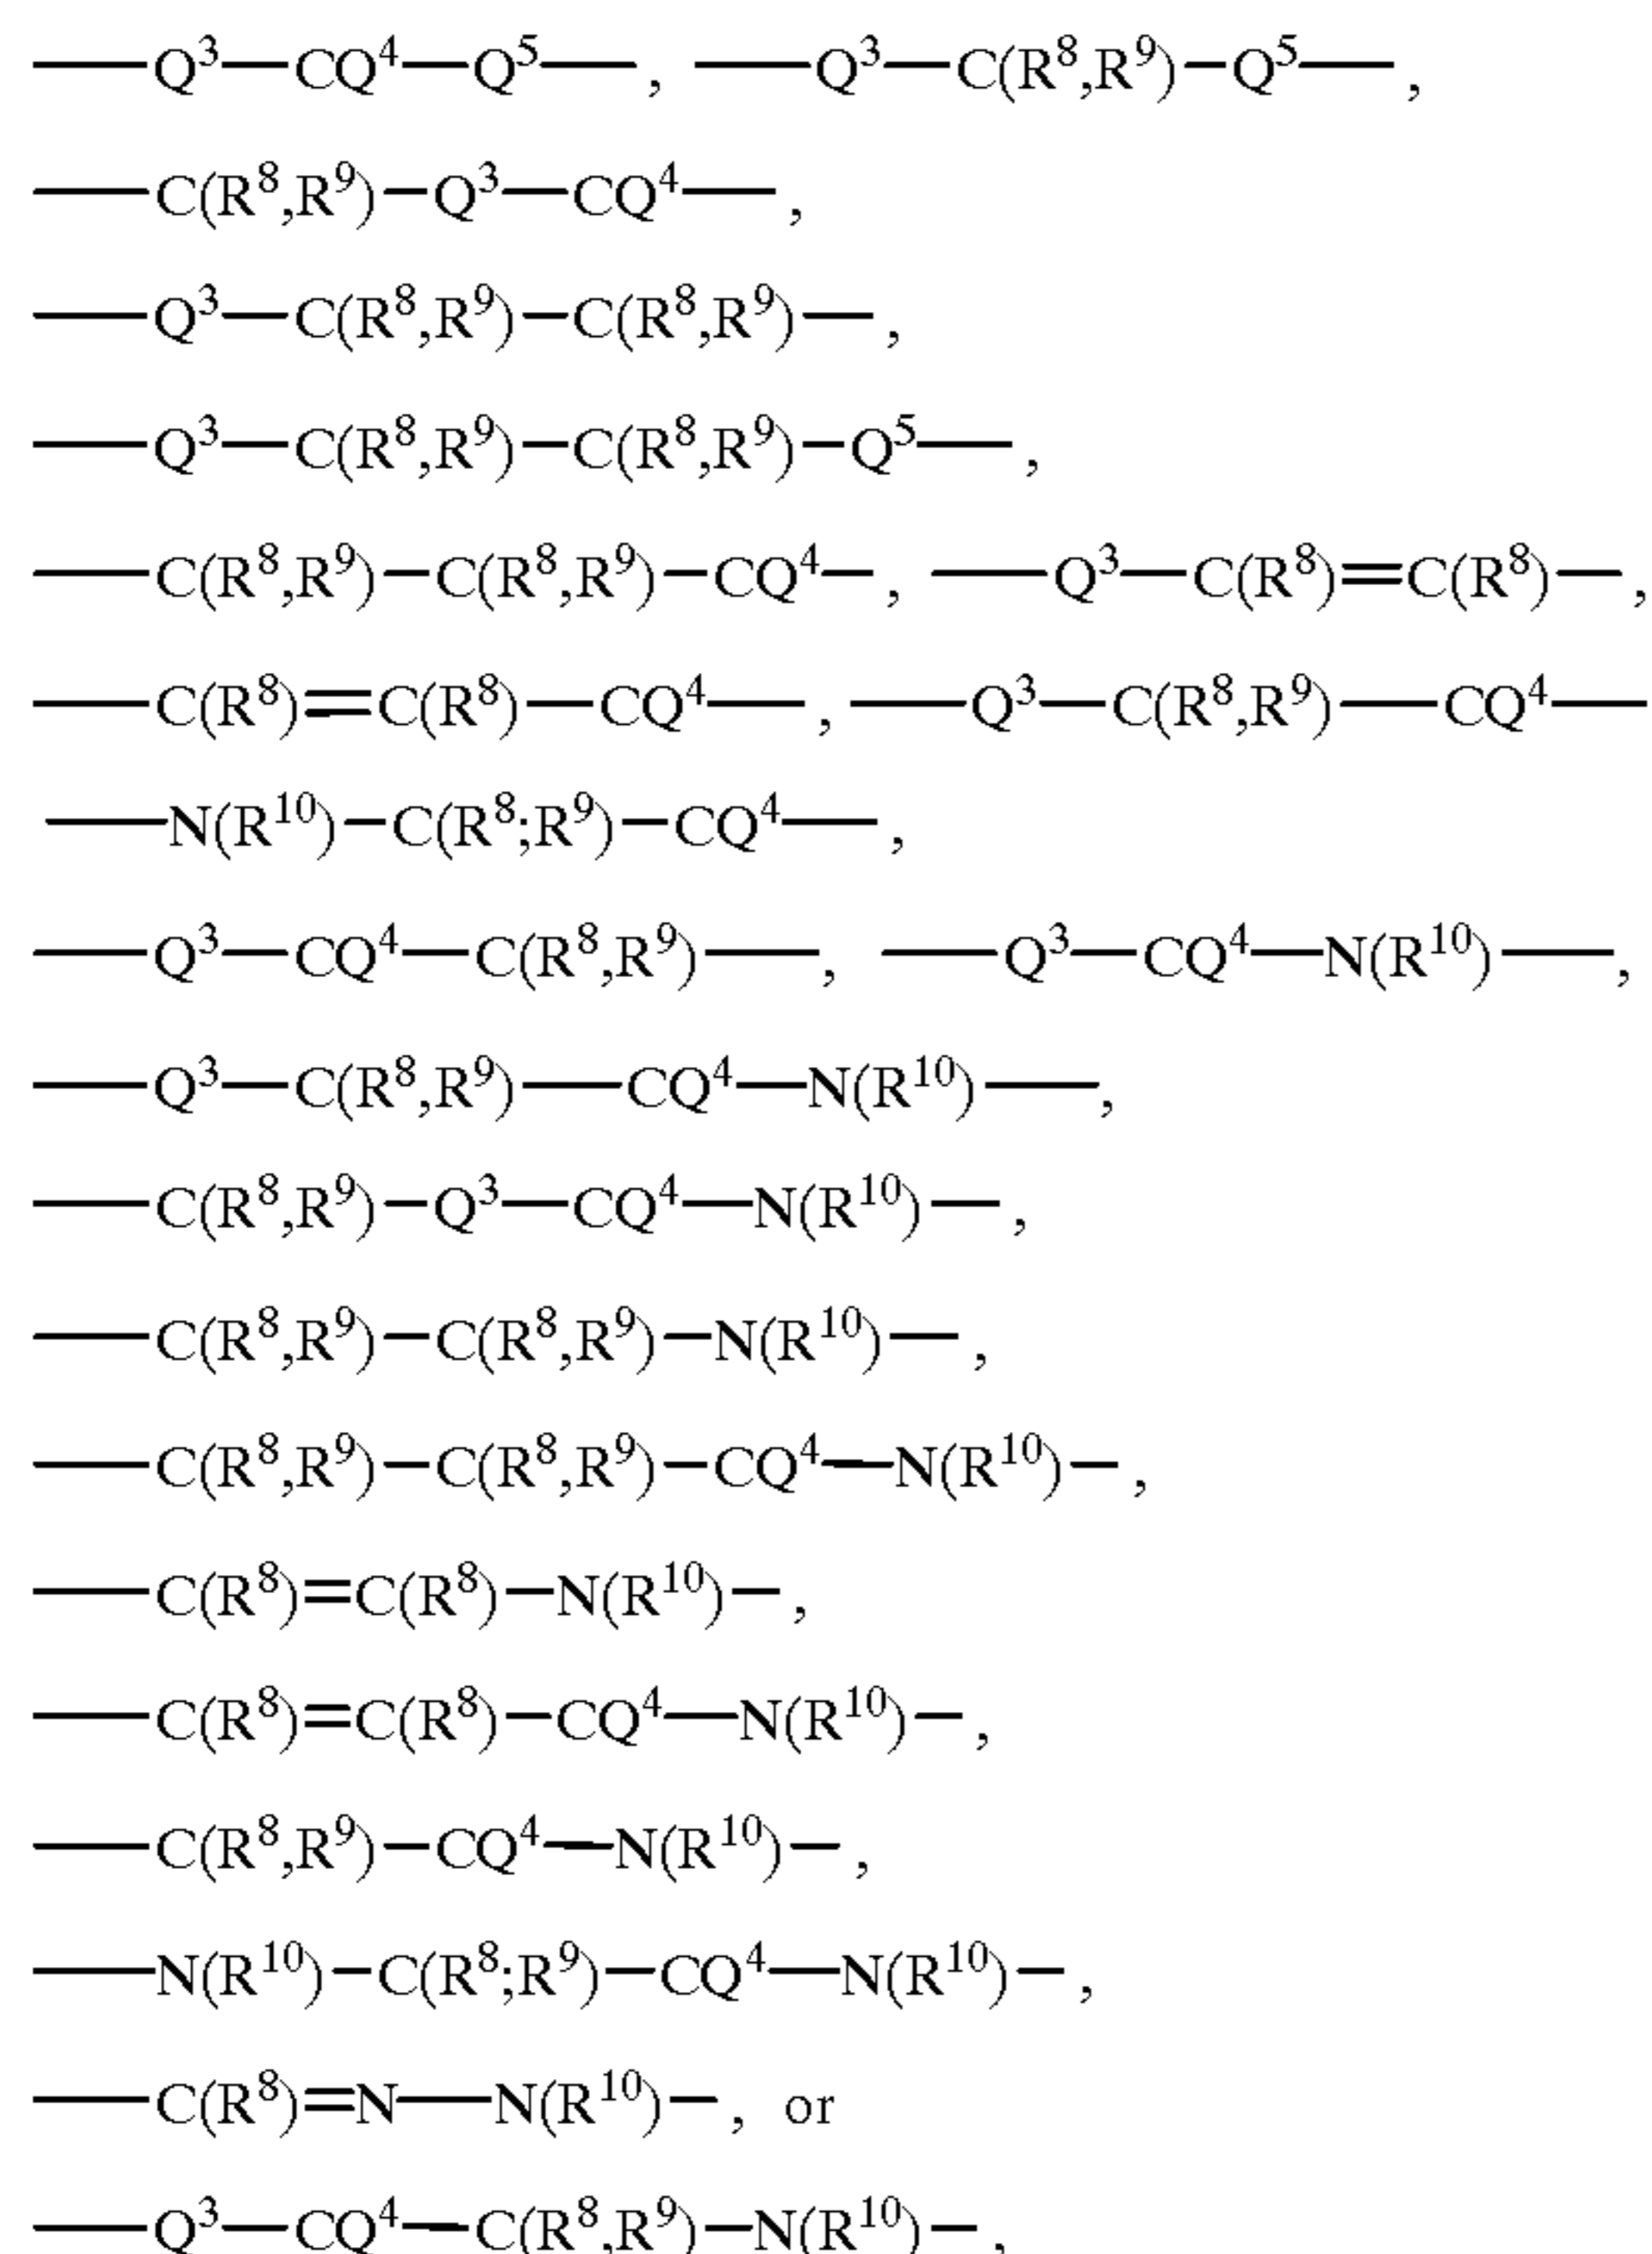 —Q³—CQ⁴—Q⁵—, —Q³—C(R⁸,R⁹)—Q⁵—,
—C(R⁸,R⁹)—Q³—CQ⁴—,
—Q³—C(R⁸,R⁹)—C(R⁸,R⁹)—,
—Q³—C(R⁸,R⁹)—C(R⁸,R⁹)—Q⁵—,
—C(R⁸,R⁹)—C(R⁸,R⁹)—CQ⁴—, —Q³—C(R⁸)=C(R⁸)—,
—C(R⁸)=C(R⁸)—CQ⁴—, —Q³—C(R⁸,R⁹)—CQ⁴—
—N(R¹⁰)—C(R⁸;R⁹)—CQ⁴—,
—Q³—CQ⁴—C(R⁸,R⁹)—, —Q³—CQ⁴—N(R¹⁰)—,
—Q³—C(R⁸,R⁹)—CQ⁴—N(R¹⁰)—,
—C(R⁸,R⁹)—Q³—CQ⁴—N(R¹⁰)—,
—C(R⁸,R⁹)—C(R⁸,R⁹)—N(R¹⁰)—,
—C(R⁸,R⁹)—C(R⁸,R⁹)—CQ⁴—N(R¹⁰)—,
—C(R⁸)=C(R⁸)—N(R¹⁰)—,
—C(R⁸)=C(R⁸)—CQ⁴—N(R¹⁰)—,
—C(R⁸,R⁹)—CQ⁴—N(R¹⁰)—,
—N(R¹⁰)—C(R⁸;R⁹)—CQ⁴—N(R¹⁰)—,
—C(R⁸)=N—N(R¹⁰)—, or
—Q³—CQ⁴—C(R⁸,R⁹)—N(R¹⁰)—,